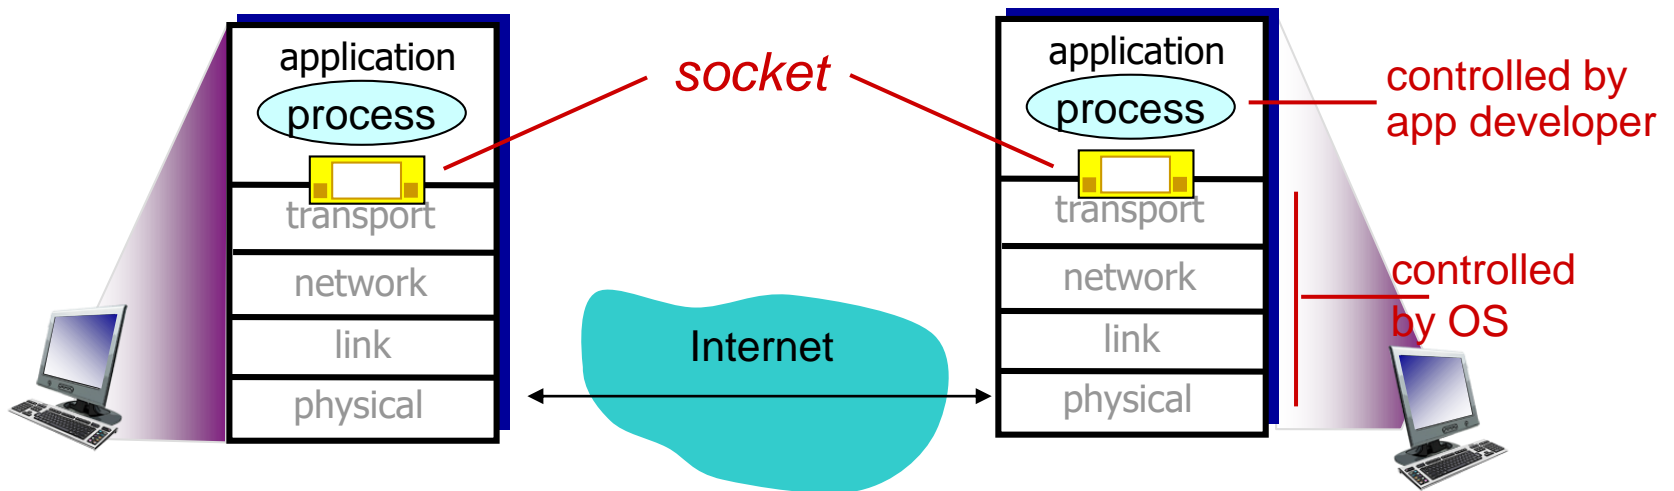 application
process
transport
network
link
physical
socket
Internet
application
process
transport
network
link
physical
controlled by
app developer
controlled
by OS